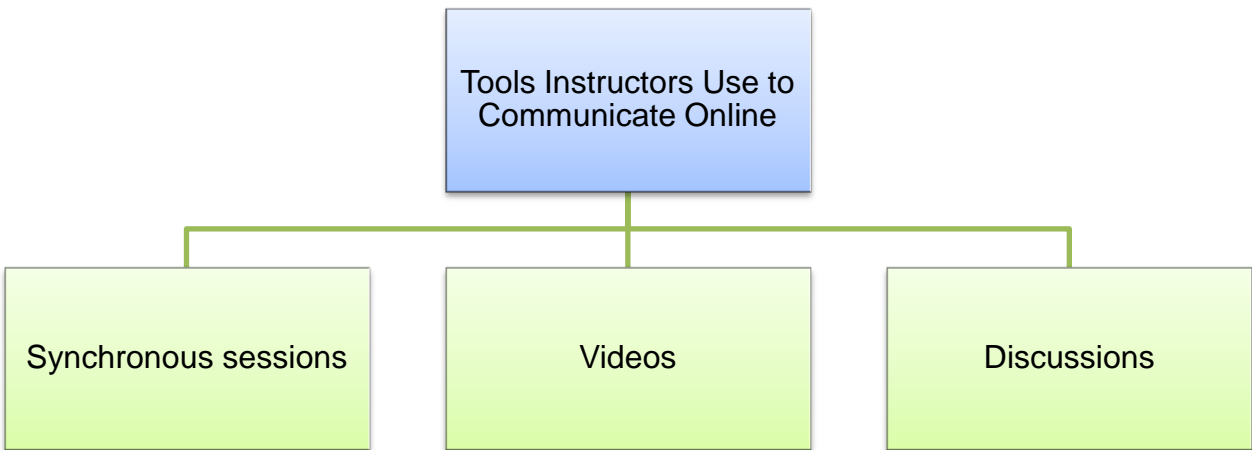 Tools Instructors Use to
Communicate Online
Synchronous sessions
Videos
Discussions